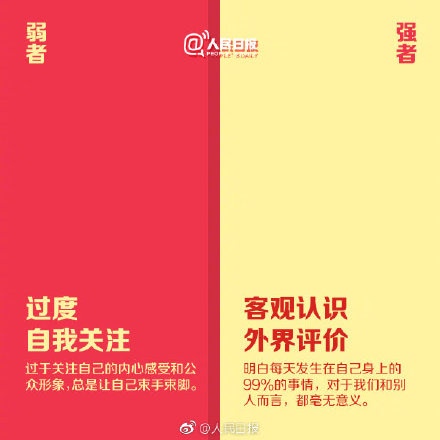 弱者
强者
@人民日报
PEOPLE'S DAILY
过度
自我关注
过于关注自己的内心感受和公
众形象,总是让自己束手束脚。
客观认识
外界评价
明白每天发生在自己身上的
99%的事情，对于我们和别
人而言，都毫无意义。
@人民日报